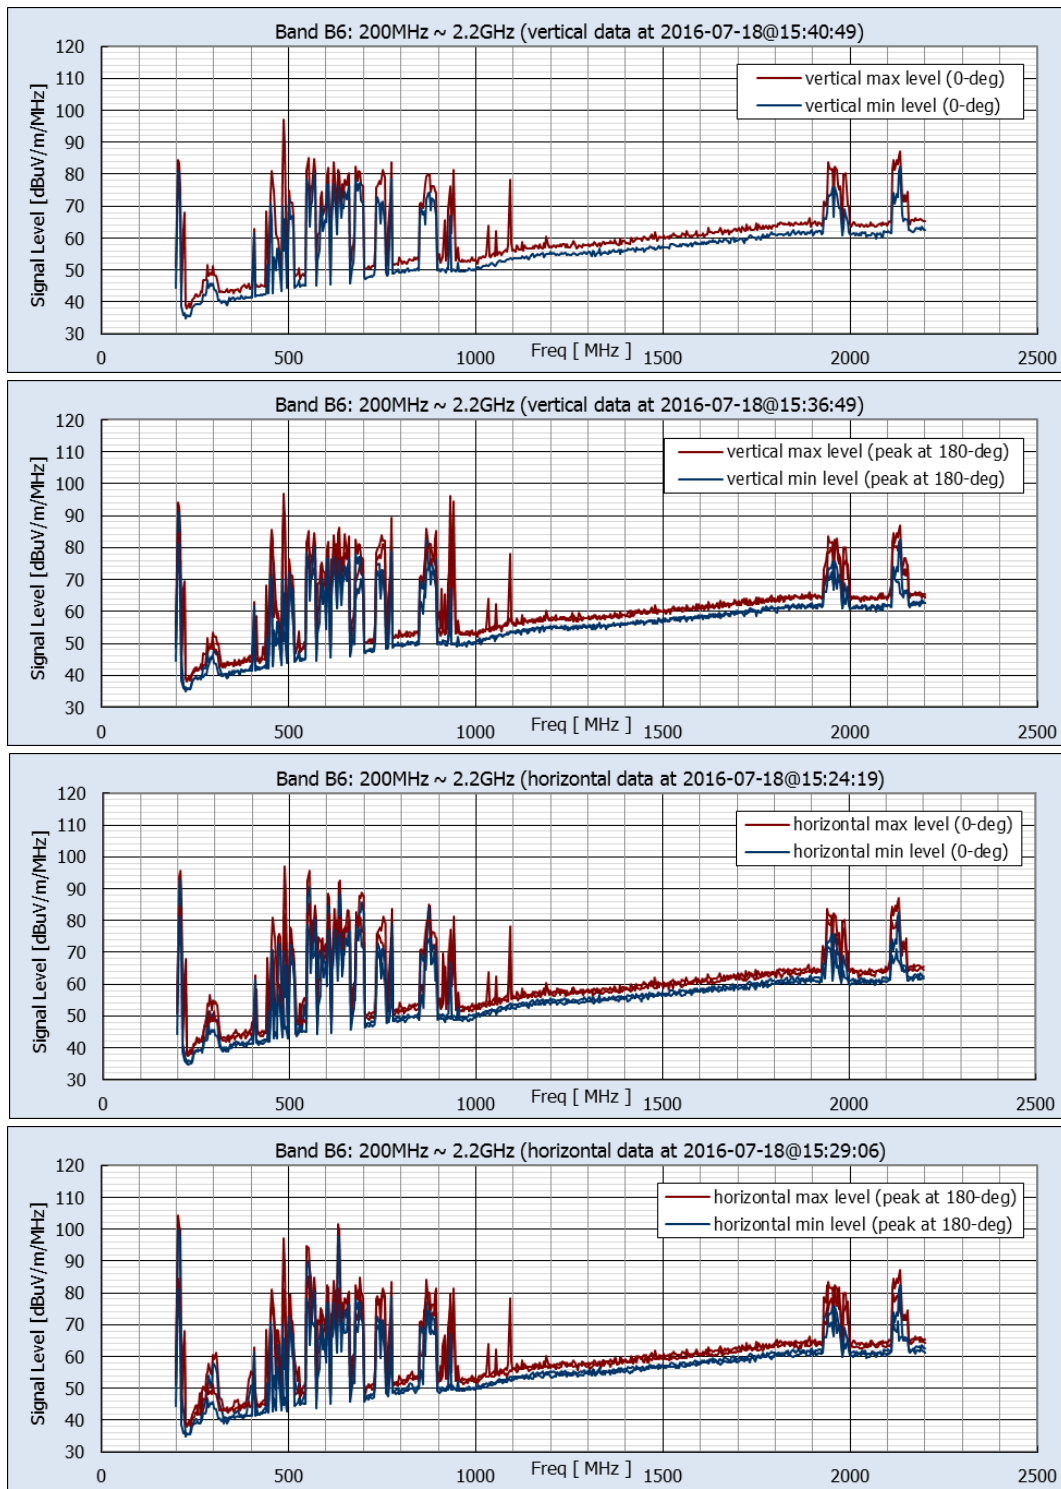 Band B6: 200MHz ~ 2.2GHz (vertical data at 2016-07-18@15:40:49)
120
110
100
90
80
70
60
50
40
30
Signal Level [dBuV/m/MHz]
vertical max level (0-deg)
vertical min level (0-deg)
0 500 1000 1500 2000 2500
Freq [ MHz ]
Band B6: 200MHz ~ 2.2GHz (vertical data at 2016-07-18@15:36:49)
120
110
100
90
80
70
60
50
40
30
Signal Level [dBuV/m/MHz]
vertical max level (peak at 180-deg)
vertical min level (peak at 180-deg)
0 500 1000 1500 2000 2500
Freq [ MHz ]
Band B6: 200MHz ~ 2.2GHz (horizontal data at 2016-07-18@15:24:19)
120
110
100
90
80
70
60
50
40
30
Signal Level [dBuV/m/MHz]
horizontal max level (0-deg)
horizontal min level (0-deg)
0 500 1000 1500 2000 2500
Freq [ MHz ]
Band B6: 200MHz ~ 2.2GHz (horizontal data at 2016-07-18@15:29:06)
120
110
100
90
80
70
60
50
40
30
Signal Level [dBuV/m/MHz]
horizontal max level (peak at 180-deg)
horizontal min level (peak at 180-deg)
0 500 1000 1500 2000 2500
Freq [ MHz ]